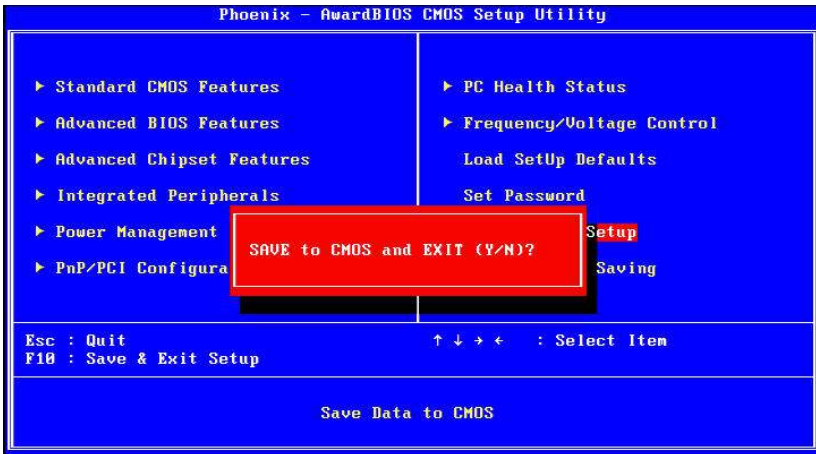 Phoenix - AwardBIOS CMOS Setup Utility
► Standard CMOS Features
► Advanced BIOS Features
► Advanced Chipset Features
► Integrated Peripherals
► Power Management
► PnP/PCI Configura
► PC Health Status
► Frequency/Voltage Control
Load SetUp Defaults
Set Password
Setup
Saving
SAVE to CMOS and EXIT (Y/N)?
Esc : Quit
F10 : Save & Exit Setup
↑ ↓ → ← : Select Item
Save Data to CMOS